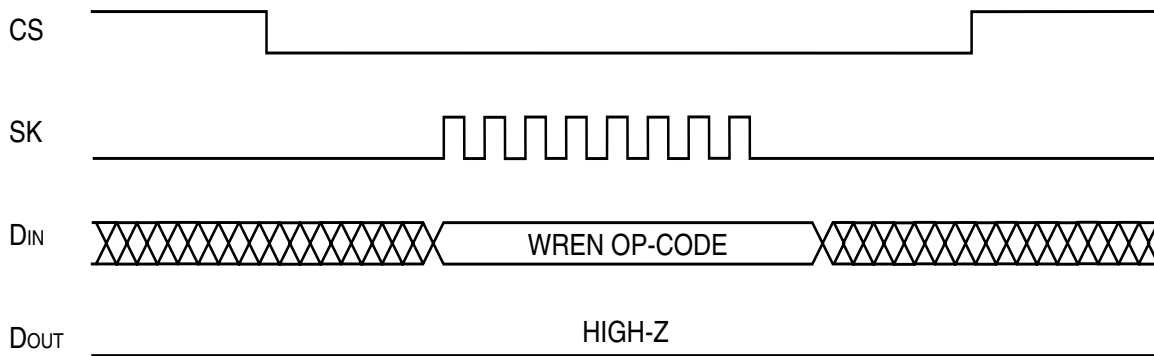 CS
SK
DIN
WREN OP-CODE
DOUT
HIGH-Z